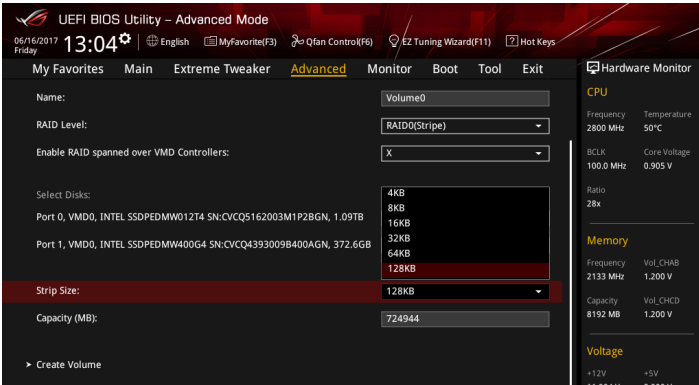 UEFI BIOS Utility – Advanced Mode
06/16/2017 Friday 13:04 English MyFavorite(F3) Qfan Control(F6) EZ Tuning Wizard(F11) ? Hot Keys
My Favorites Main Extreme Tweaker Advanced Monitor Boot Tool Exit
Name: Volume0
RAID Level: RAID0(Stripe)
Enable RAID spanned over VMD Controllers: X
Select Disks:
Port 0, VMD0, INTEL SSDPEDMW012T4 SN:CVCQ5162003M1P2BGN, 1.09TB
Port 1, VMD0, INTEL SSDPEDMW400G4 SN:CVCQ4393009B400AGN, 372.6GB
4KB
8KB
16KB
32KB
64KB
128KB
Strip Size: 128KB
Capacity (MB): 724944
> Create Volume
Hardware Monitor
CPU
Frequency Temperature
2800 MHz 50°C
BCLK Core Voltage
100.0 MHz 0.905 V
Ratio
28x
Memory
Frequency Vol_CHAB
2133 MHz 1.200 V
Capacity Vol_CHCD
8192 MB 1.200 V
Voltage
+12V +5V